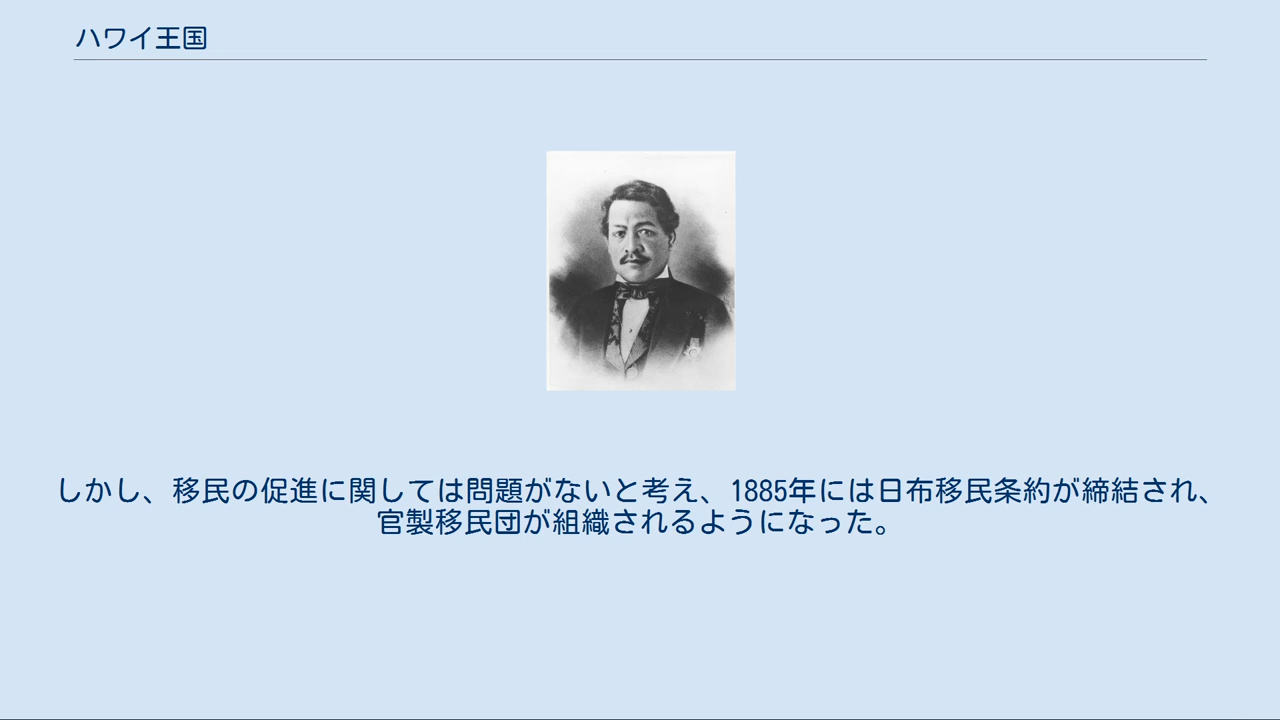 ハワイ王国
しかし、移民の促進に関しては問題がないと考え、1885年には日布移民条約が締結され、
官製移民団が組織されるようになった。